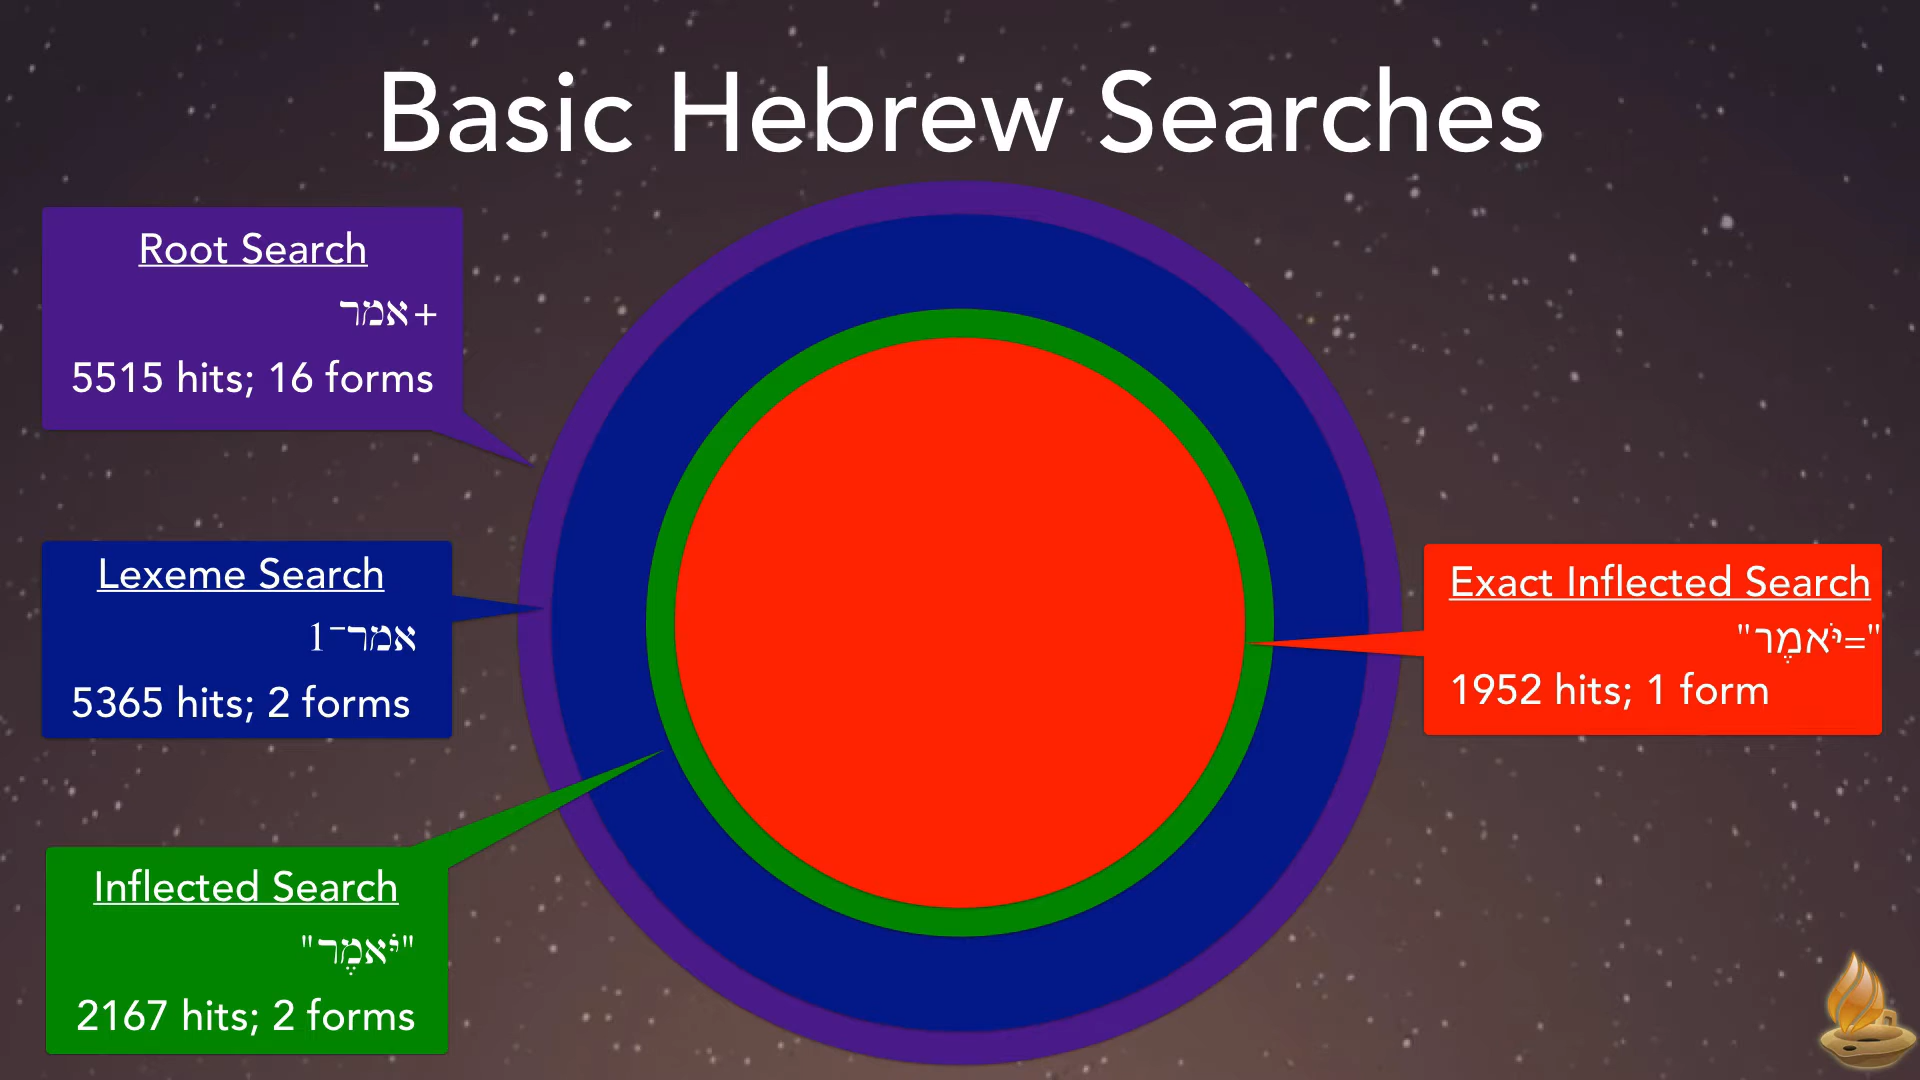 Basic Hebrew Searches
Root Search
+אמר
5515 hits; 16 forms
Lexeme Search
אמר־1
5365 hits; 2 forms
Inflected Search
"יֹּאמֶר"
2167 hits; 2 forms
Exact Inflected Search
"=יֹּאמֶר"
1952 hits; 1 form